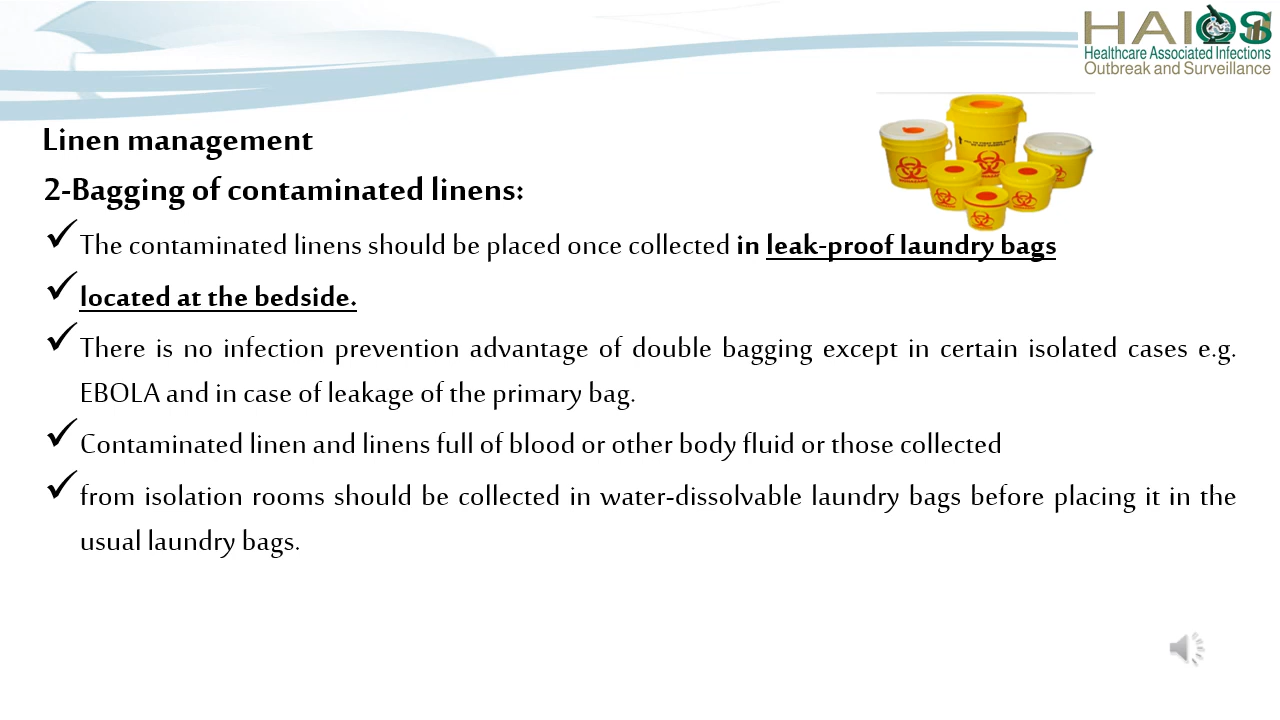 HAIOS
Healthcare Associated Infections
Outbreak and Surveillance
Linen management
2-Bagging of contaminated linens:
✓The contaminated linens should be placed once collected in leak-proof laundry bags
✓located at the bedside.
✓There is no infection prevention advantage of double bagging except in certain isolated cases e.g.
EBOLA and in case of leakage of the primary bag.
✓Contaminated linen and linens full of blood or other body fluid or those collected
✓from isolation rooms should be collected in water-dissolvable laundry bags before placing it in the
usual laundry bags.